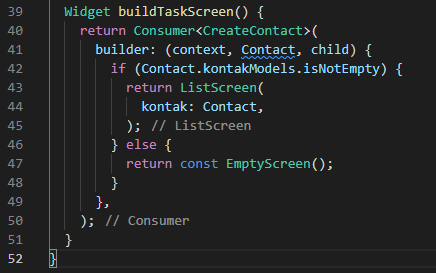 39 Widget buildTaskScreen() {
40 return Consumer<CreateContact>(
41 builder: (context, Contact, child) {
42 if (Contact.kontakModels.isNotEmpty) {
43 return ListScreen(
44 kontak: Contact,
45 ); // ListScreen
46 } else {
47 return const EmptyScreen();
48 }
49 },
50 ); // Consumer
51 }
52 }